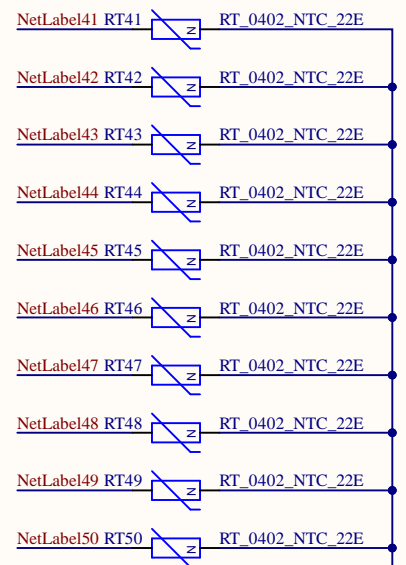 NetLabel41 RT41 N RT_0402_NTC_22E
NetLabel42 RT42 N RT_0402_NTC_22E
NetLabel43 RT43 N RT_0402_NTC_22E
NetLabel44 RT44 N RT_0402_NTC_22E
NetLabel45 RT45 N RT_0402_NTC_22E
NetLabel46 RT46 N RT_0402_NTC_22E
NetLabel47 RT47 N RT_0402_NTC_22E
NetLabel48 RT48 N RT_0402_NTC_22E
NetLabel49 RT49 N RT_0402_NTC_22E
NetLabel50 RT50 N RT_0402_NTC_22E